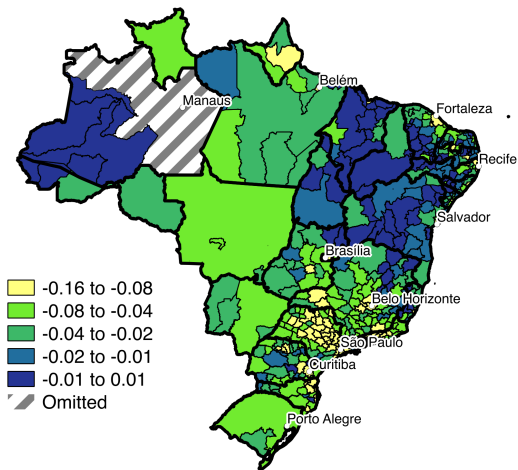 Belém
Manaus
Fortaleza
Recife
Salvador
Brasília
Belo Horizonte
São Paulo
Curitiba
Porto Alegre
-0.16 to -0.08
-0.08 to -0.04
-0.04 to -0.02
-0.02 to -0.01
-0.01 to 0.01
Omitted